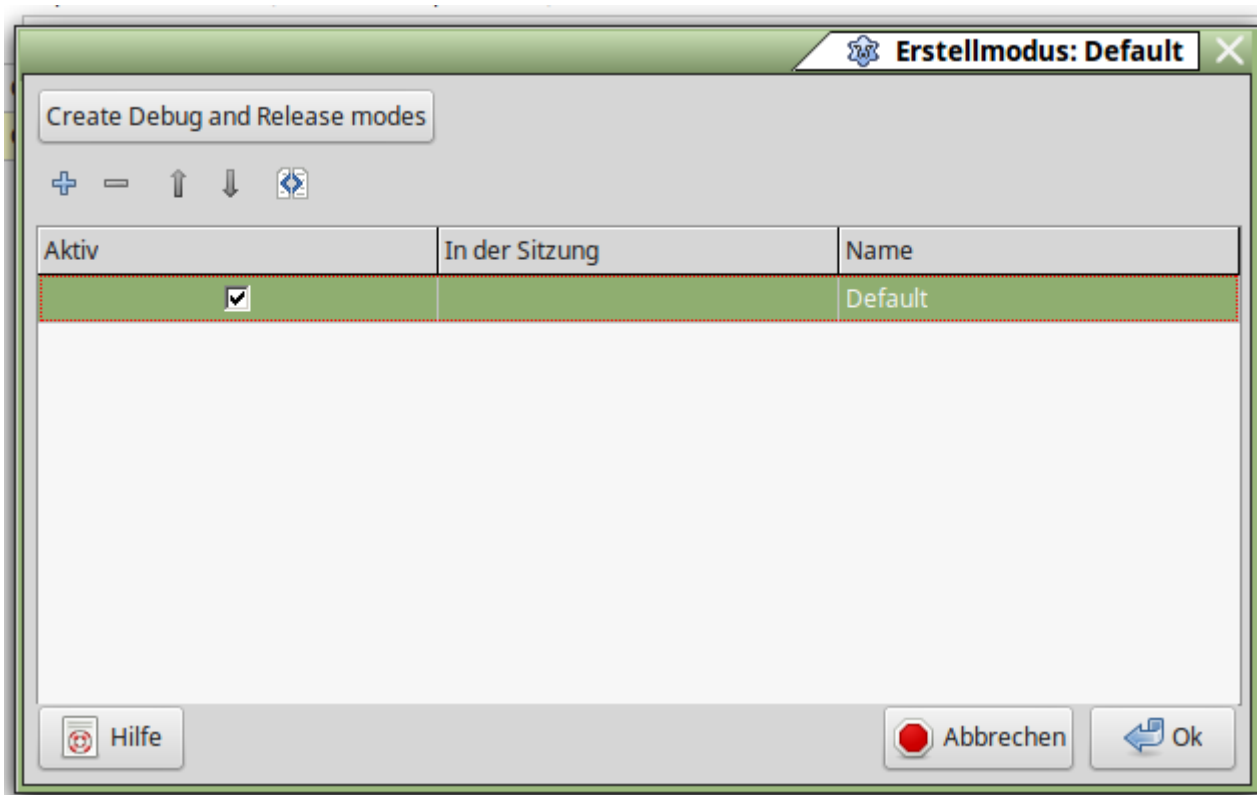 Erstellmodus: Default
Create Debug and Release modes
Aktiv In der Sitzung Name
Default
Hilfe Abbrechen Ok